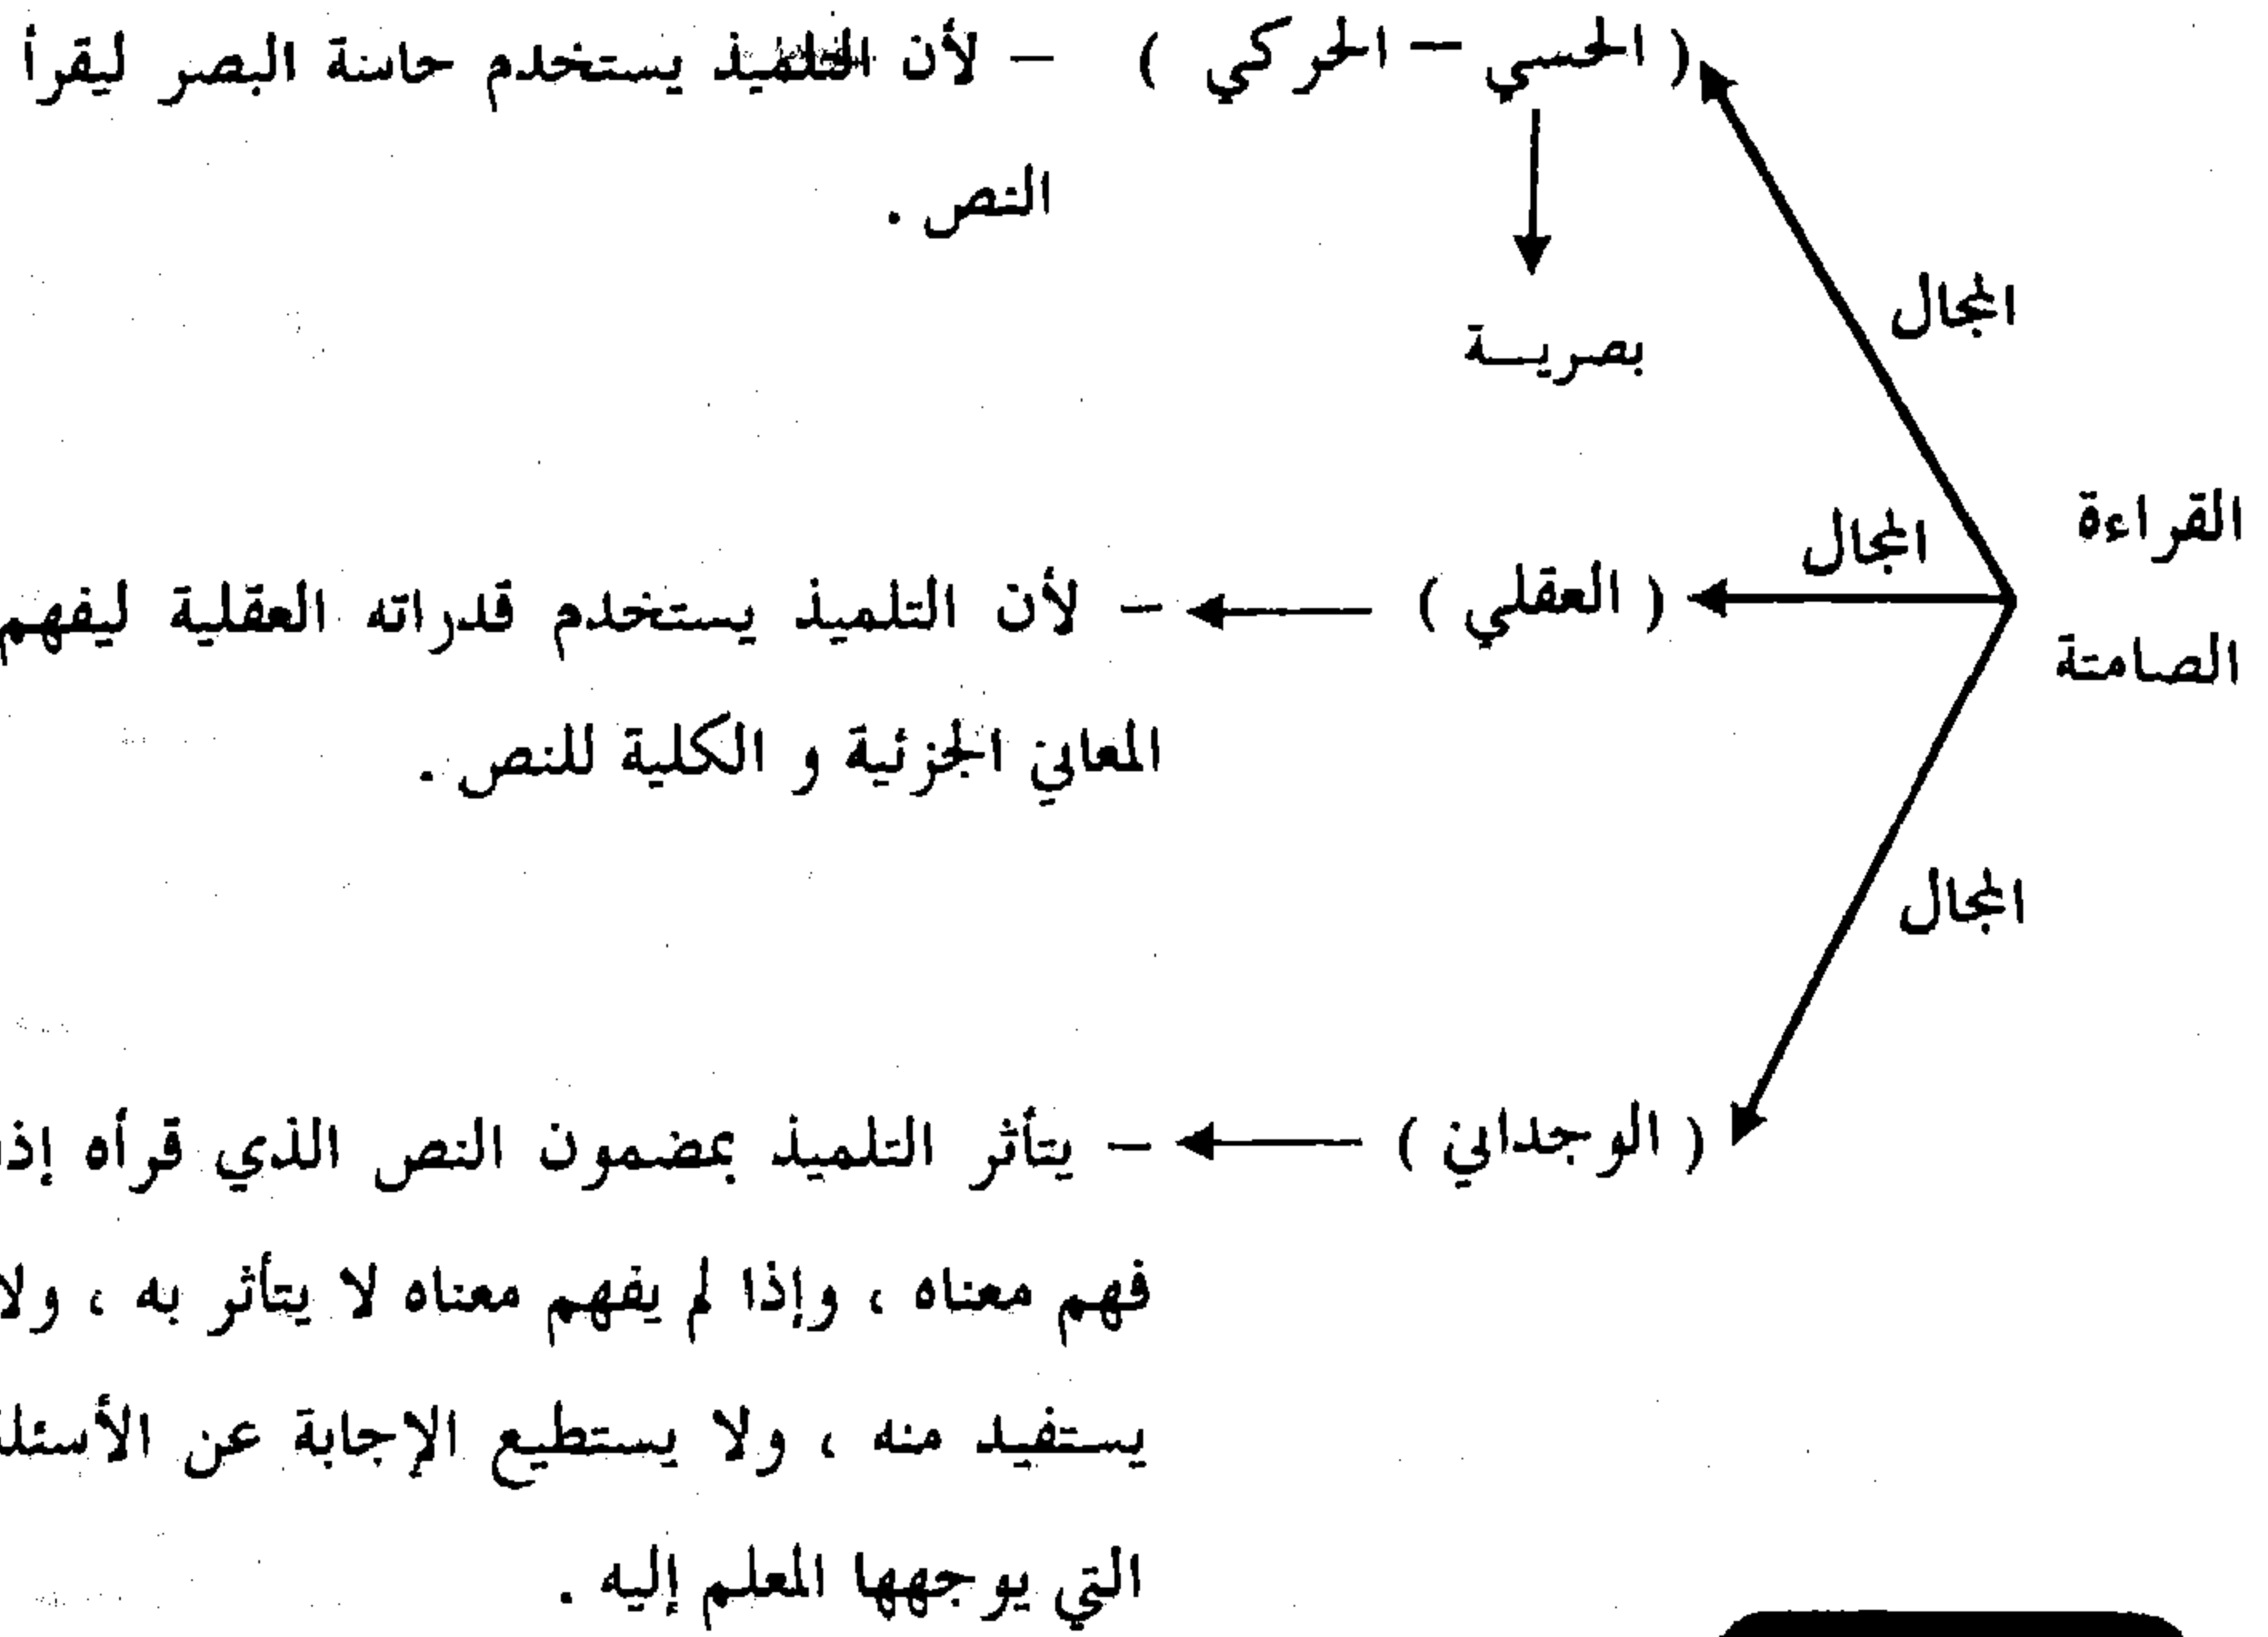 ( الحسي – الحركي ) – لأن التلميذ يستخدم حاسة البصر ليقرأ
النص .
بصريــة
المجال
القراءة
الصامتة
المجال
( العقلي ) – لأن التلميذ يستخدم قدراته العقلية ليفهم
المعاني الجزئية و الكلية للنص .
المجال
( الوجداني ) – يتأثر التلميذ بمضمون النص الذي قرأه إذا
فهم معناه ، وإذا لم يفهم معناه لا يتأثر به ، ولا
يستفيد منه ، ولا يستطيع الإجابة عن
التي يوجهها المعلم إليه .